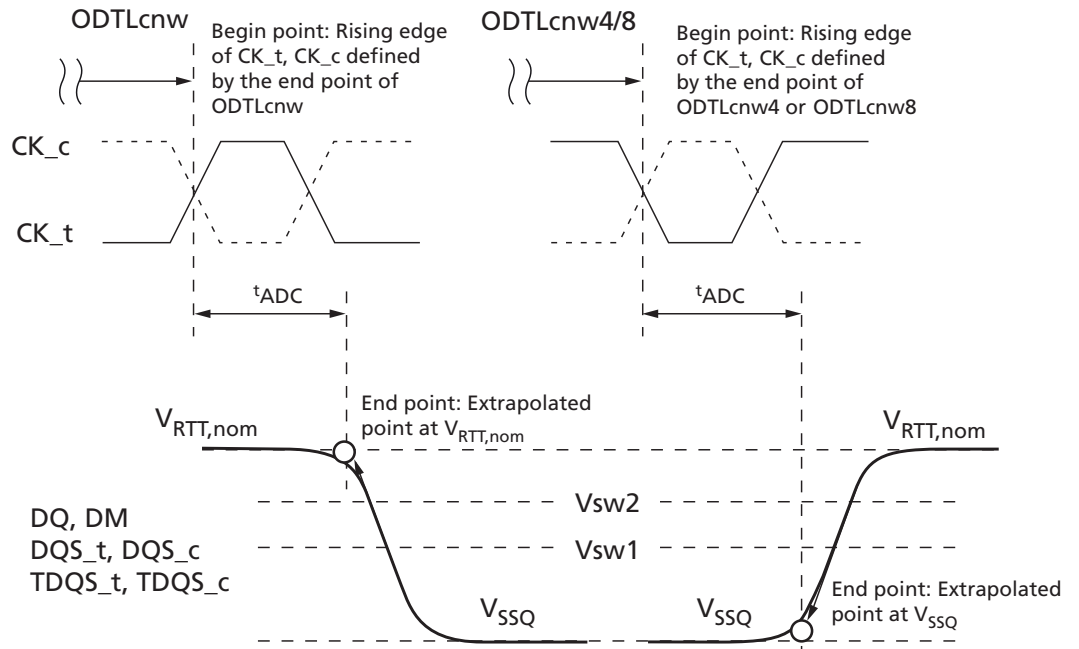 ODTLcnw
Begin point: Rising edge
of CK_t, CK_c defined
by the end point of
ODTLcnw
ODTLcnw4/8
Begin point: Rising edge
of CK_t, CK_c defined
by the end point of
ODTLcnw4 or ODTLcnw8
CK_c
CK_t
tADC
tADC
End point: Extrapolated
point at VRTT,nom
VRTT,nom
VRTT,nom
Vsw2
DQ, DM
DQS_t, DQS_c
TDQS_t, TDQS_c
Vsw1
VSSQ
VSSQ
End point: Extrapolated
point at VSSQ